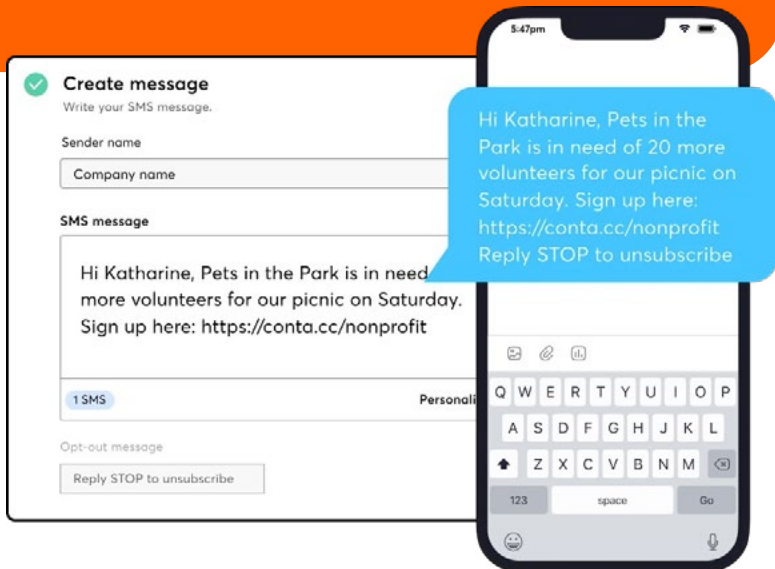 Create message
Write your SMS message.
Sender name
Company name
SMS message
Hi Katharine, Pets in the Park is in need
more volunteers for our picnic on Saturday.
Sign up here: https://conta.cc/nonprofit
1 SMS
Personali
Opt-out message
Reply STOP to unsubscribe
5:47pm
Hi Katharine, Pets in the
Park is in need of 20 more
volunteers for our picnic on
Saturday. Sign up here:
https://conta.cc/nonprofit
Reply STOP to unsubscribe
Q W E R T Y U I O P
A S D F G H J K L
Z X C V B N M
123 space Go